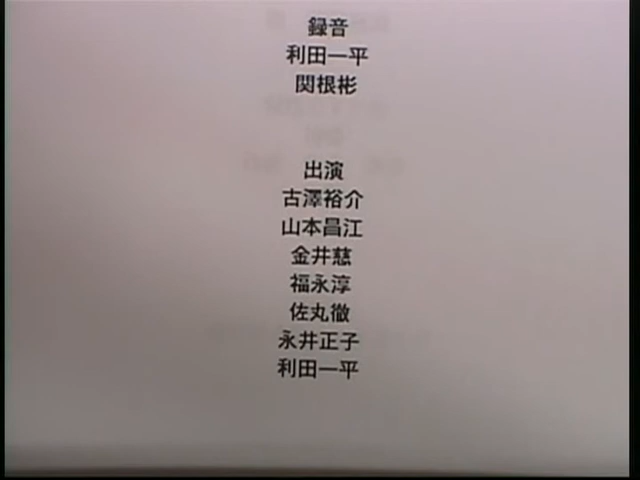 録音
利田一平
関根彬
出演
古澤裕介
山本昌江
金井慈
福永淳
佐丸徹
永井正子
利田一平